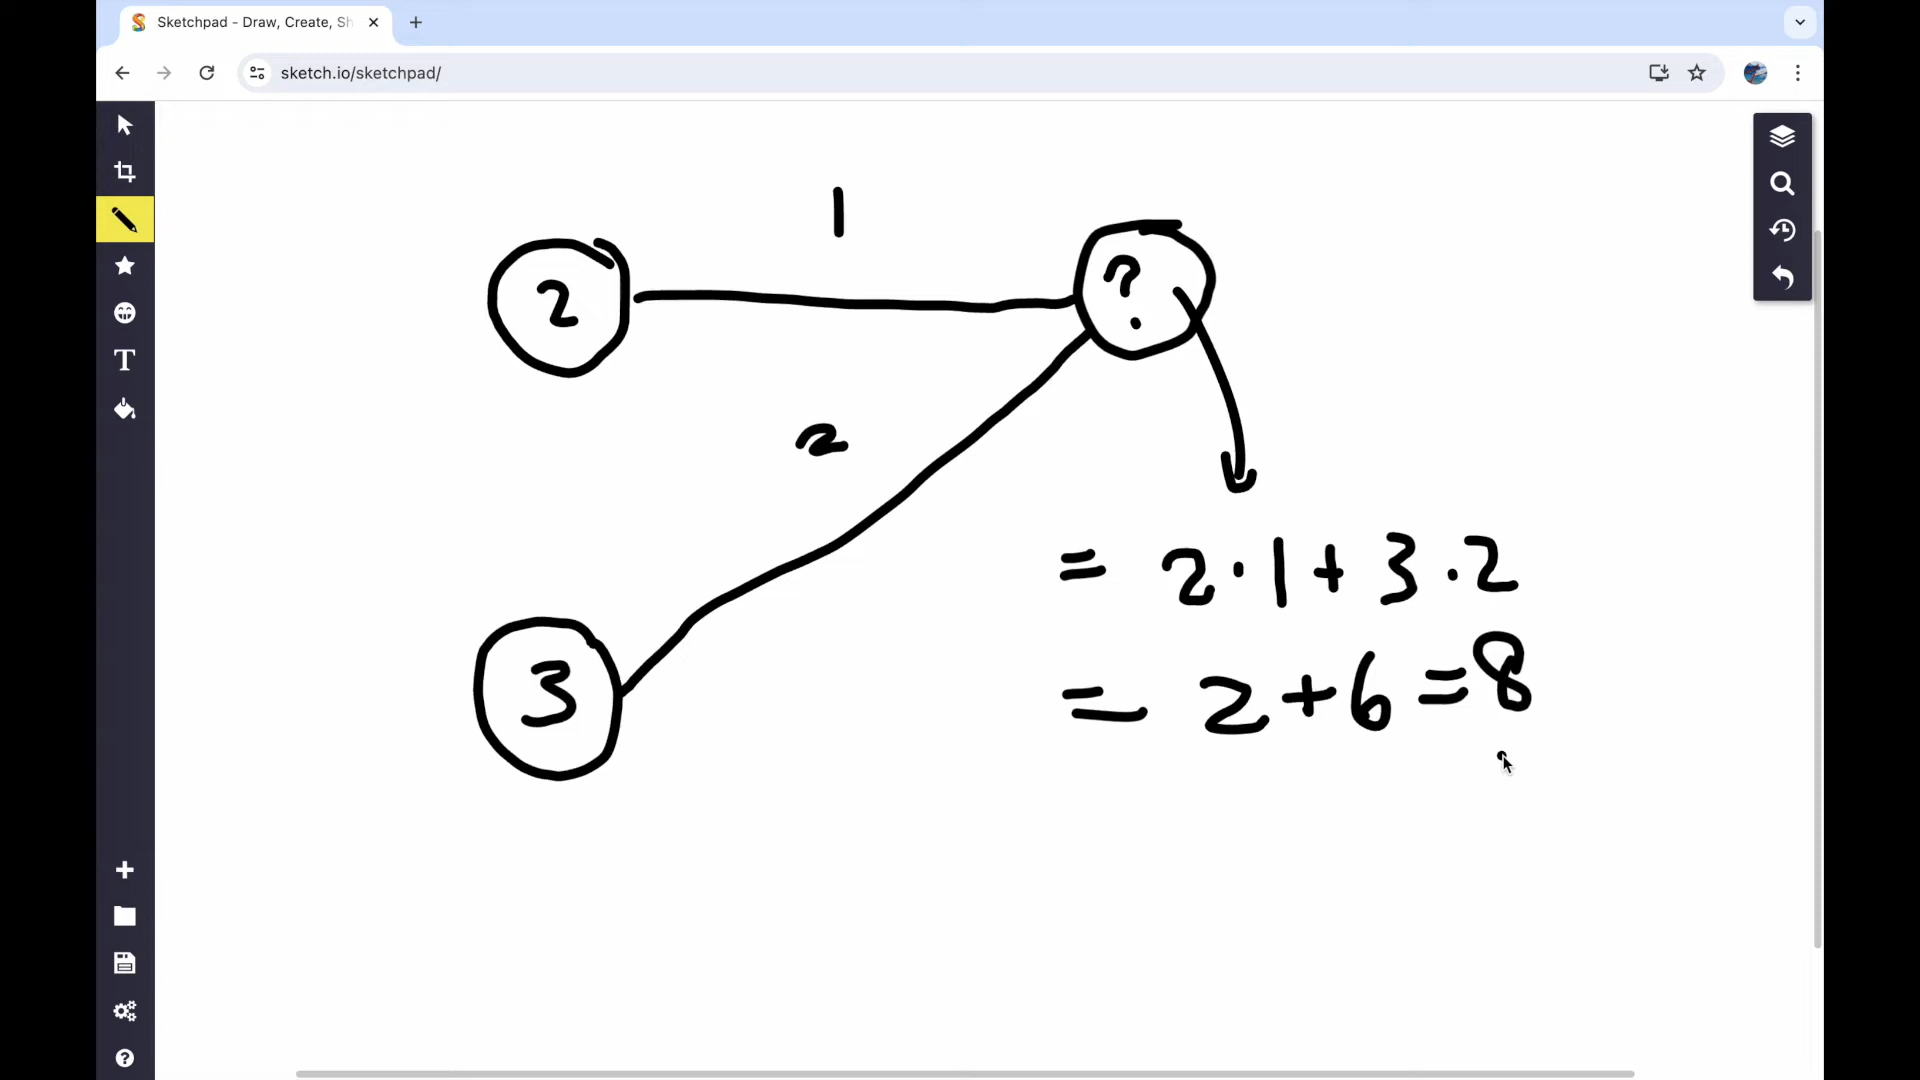 Sketchpad - Draw, Create, Sh
sketch.io/sketchpad/
1
2
?
2
= 2·1+3·2
3
= 2+6=8
T
?